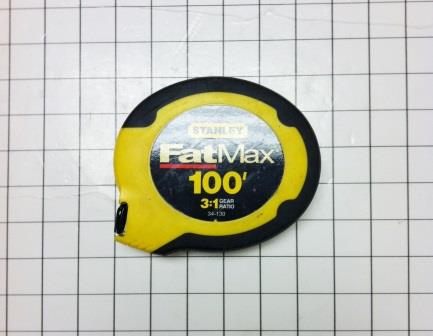 STANLEY
FatMax
100'
3:1 GEAR RATIO
34-130